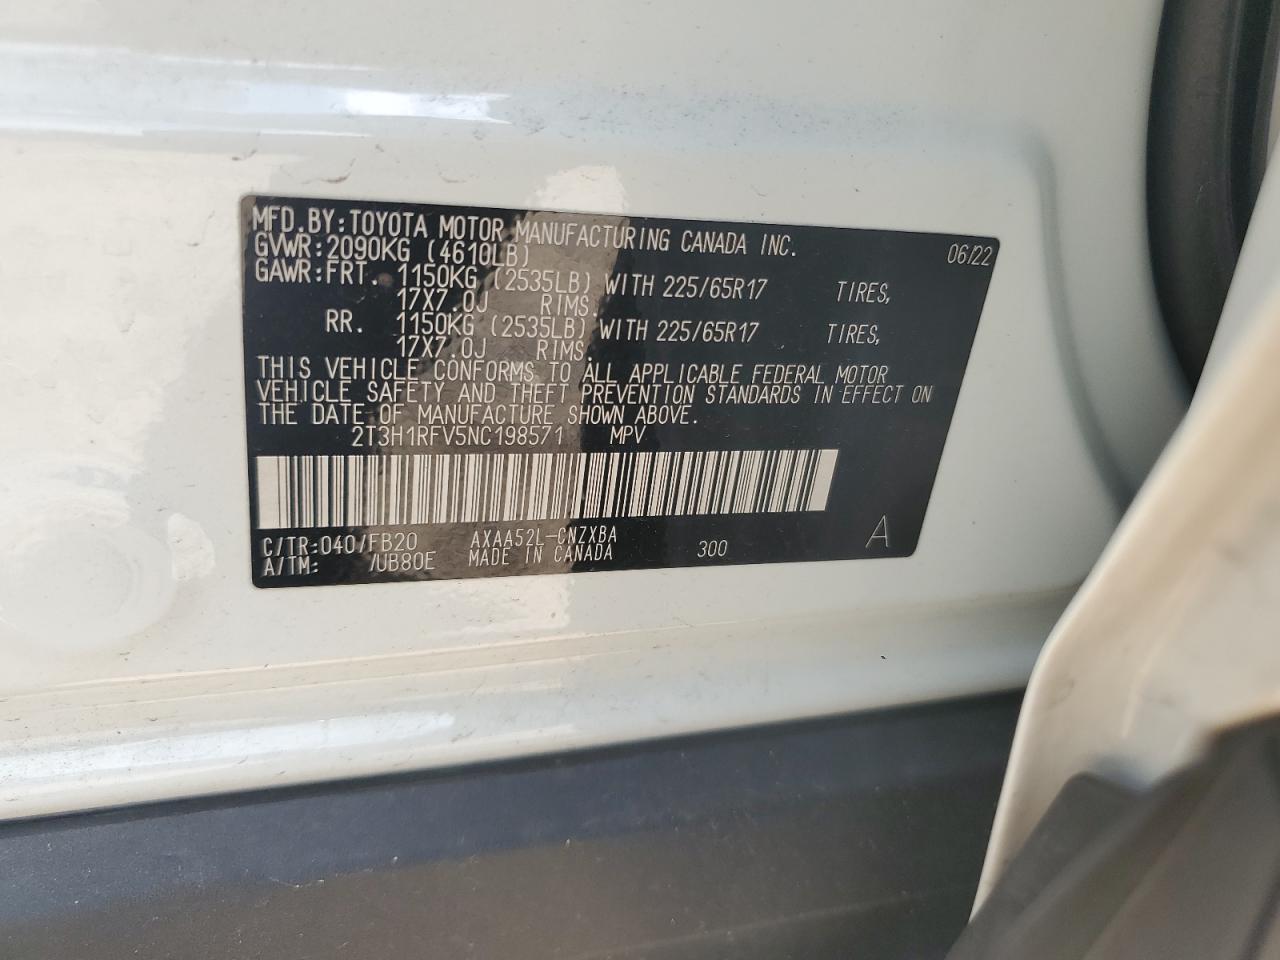 MFD.BY:TOYOTA MOTOR MANUFACTURING CANADA INC. 06/22
GVWR:2090KG (4610LB)
GAWR:FRT. 1150KG (2535LB) WITH 225/65R17 TIRES,
17X7.0J RIMS.
RR. 1150KG (2535LB) WITH 225/65R17 TIRES,
17X7.0J RIMS.
THIS VEHICLE CONFORMS TO ALL APPLICABLE FEDERAL MOTOR
VEHICLE SAFETY AND THEFT PREVENTION STANDARDS IN EFFECT ON
THE DATE OF MANUFACTURE SHOWN ABOVE.
2T3H1RFV5NC198571 MPV
C/TR:040/FB20 AXAA52L-CNZXBA 300 A
A/TM: /UB80E MADE IN CANADA